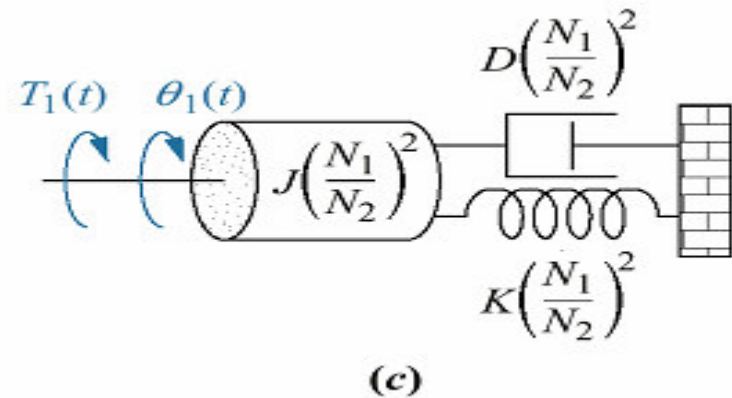 D(N₁/N₂)²
T₁(t) θ₁(t)
J(N₁/N₂)²
K(N₁/N₂)²
(c)